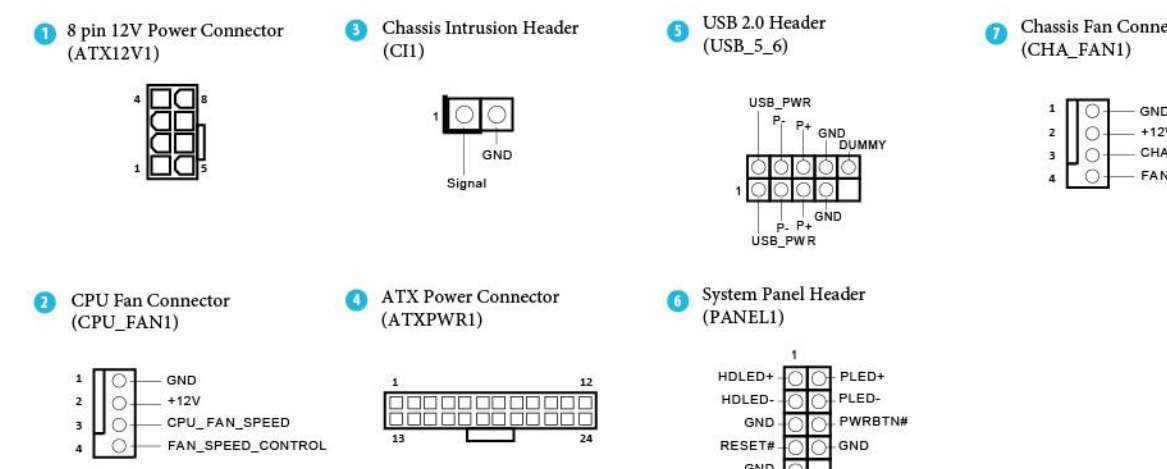 1 8 pin 12V Power Connector
(ATX12V1)
4 8
1 5
3 Chassis Intrusion Header
(CI1)
1
GND
Signal
5 USB 2.0 Header
(USB_5_6)
USB_PWR
P-
P+
GND
DUMMY
1
GND
P+
P-
USB_PWR
7 Chassis Fan Conne
(CHA_FAN1)
1 GND
2 +12V
3 CHA
4 FAN
2 CPU Fan Connector
(CPU_FAN1)
1 GND
2 +12V
3 CPU_FAN_SPEED
4 FAN_SPEED_CONTROL
4 ATX Power Connector
(ATXPWR1)
1 12
13 24
6 System Panel Header
(PANEL1)
1
HDLED+ PLED+
HDLED- PLED-
GND PWRBTN#
RESET# GND
GND